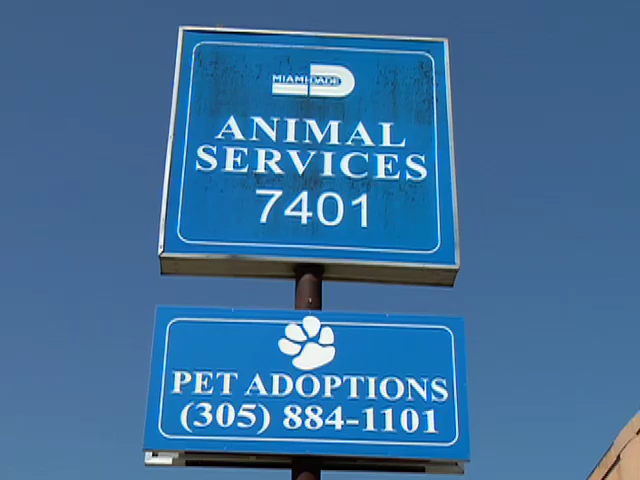 MIAMI-DADE
ANIMAL
SERVICES
7401
PET ADOPTIONS
(305) 884-1101